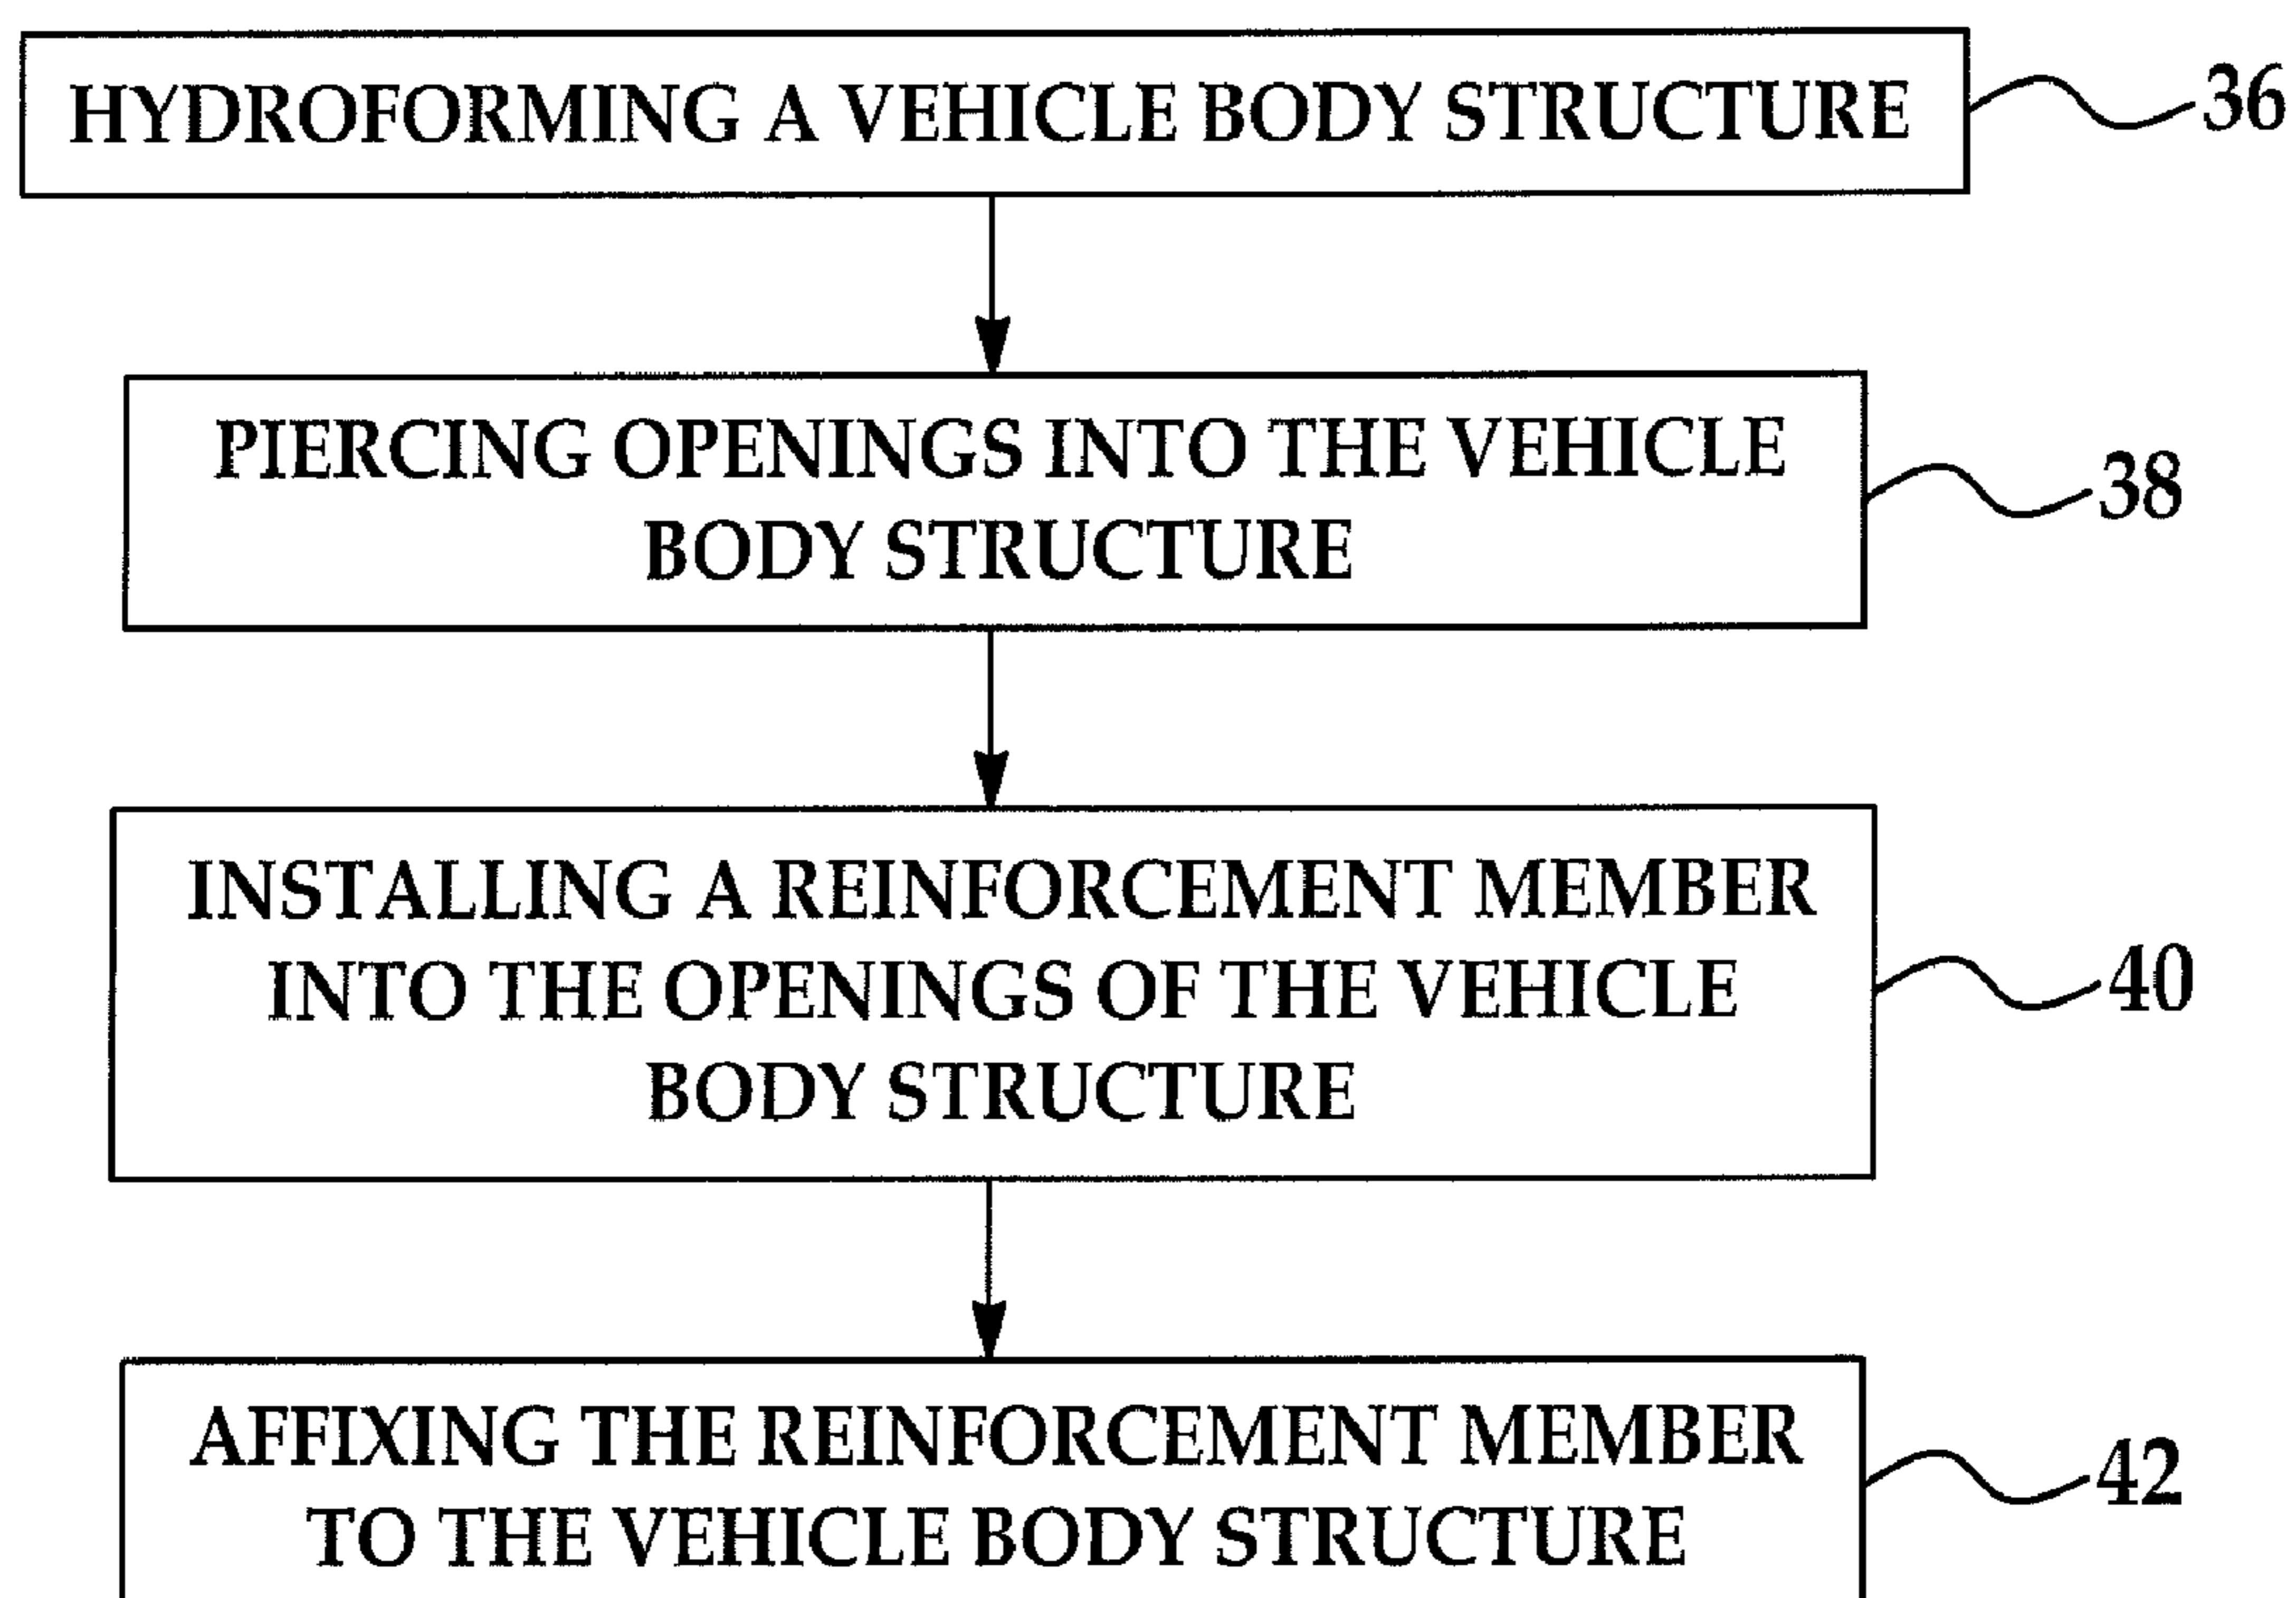 HYDROFORMING A VEHICLE BODY STRUCTURE
36
PIERCING OPENINGS INTO THE VEHICLE
BODY STRUCTURE
38
INSTALLING A REINFORCEMENT MEMBER
INTO THE OPENINGS OF THE VEHICLE
BODY STRUCTURE
40
AFFIXING THE REINFORCEMENT MEMBER
TO THE VEHICLE BODY STRUCTURE
42